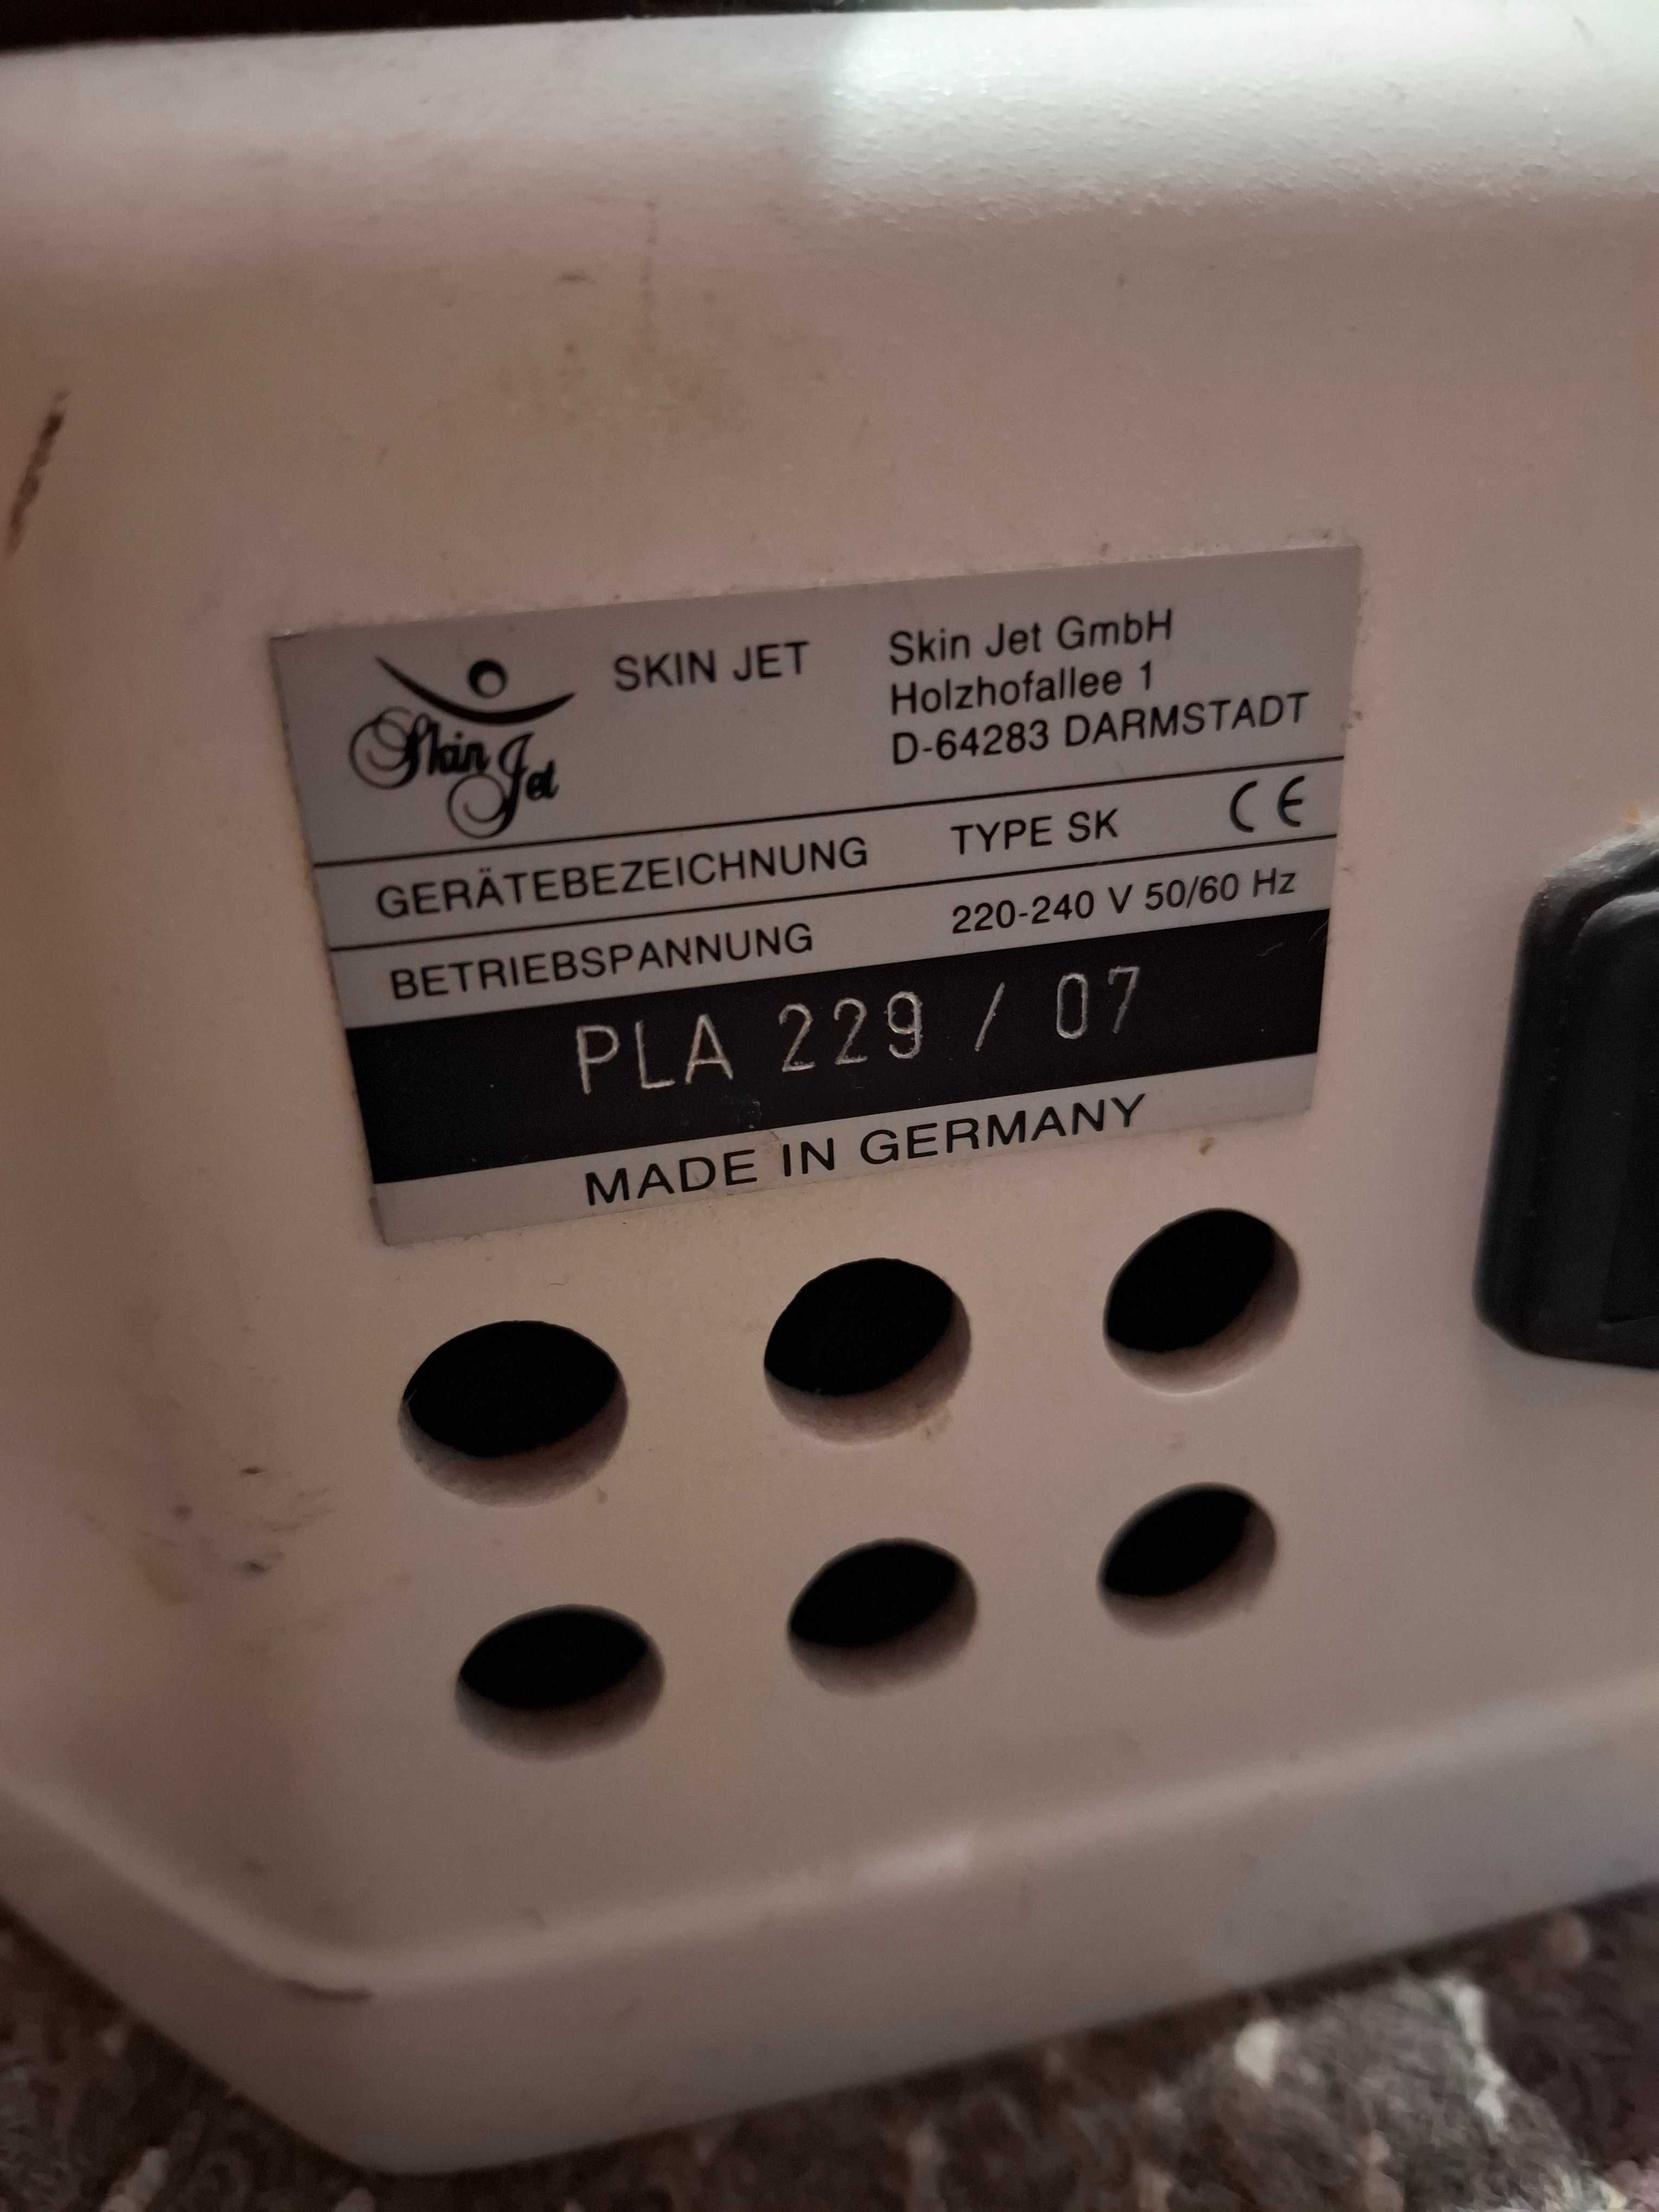 Skin Jet
SKIN JET
Skin Jet GmbH
Holzhofallee 1
D-64283 DARMSTADT
GERÄTEBEZEICHNUNG TYPE SK CE
BETRIEBSPANNUNG 220-240 V 50/60 Hz
PLA 229 / 07
MADE IN GERMANY